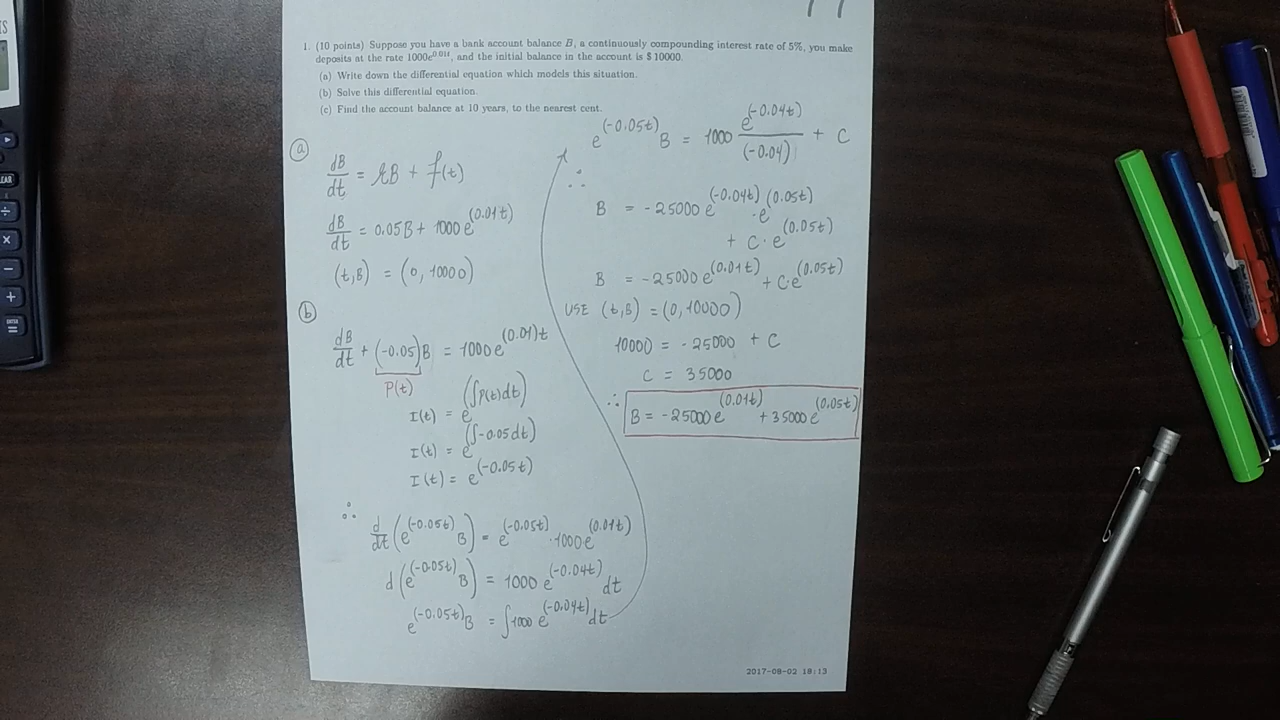 1. (10 points) Suppose you have a bank account balance B, a continuously compounding interest rate of 5%, you make
deposits at the rate 1000e^{0.01t}, and the initial balance in the account is $ 10000.
(a) Write down the differential equation which models this situation.
(b) Solve this differential equation.
(c) Find the account balance at 10 years, to the nearest cent.
(a)
dB/dt = rB + f(t)
dB/dt = 0.05B + 1000 e^{(0.01t)}
(t,B) = (0, 10000)
(b)
dB/dt + (-0.05)B = 1000e^{(0.01)t}
P(t)
I(t) = e^{(∫P(t)dt)}
I(t) = e^{(∫-0.05dt)}
I(t) = e^{(-0.05t)}
∴ d/dt (e^{(-0.05t)} B) = e^{(-0.05t)} · 1000e^{(0.01t)}
d (e^{(-0.05t)} B) = 1000 e^{(-0.04t)} dt
e^{(-0.05t)} B = ∫1000 e^{(-0.04t)} dt
e^{(-0.05t)} B = 1000 e^{(-0.04t)}/(-0.04) + C
∴
B = -25000 e^{(-0.04t)} · e^{(0.05t)}
+ C · e^{(0.05t)}
B = -25000 e^{(0.01t)} + C·e^{(0.05t)}
USE (t,B) = (0,10000)
10000 = -25000 + C
C = 35000
∴ B = -25000 e^{(0.01t)} + 35000 e^{(0.05t)}
2017-08-02 18:13